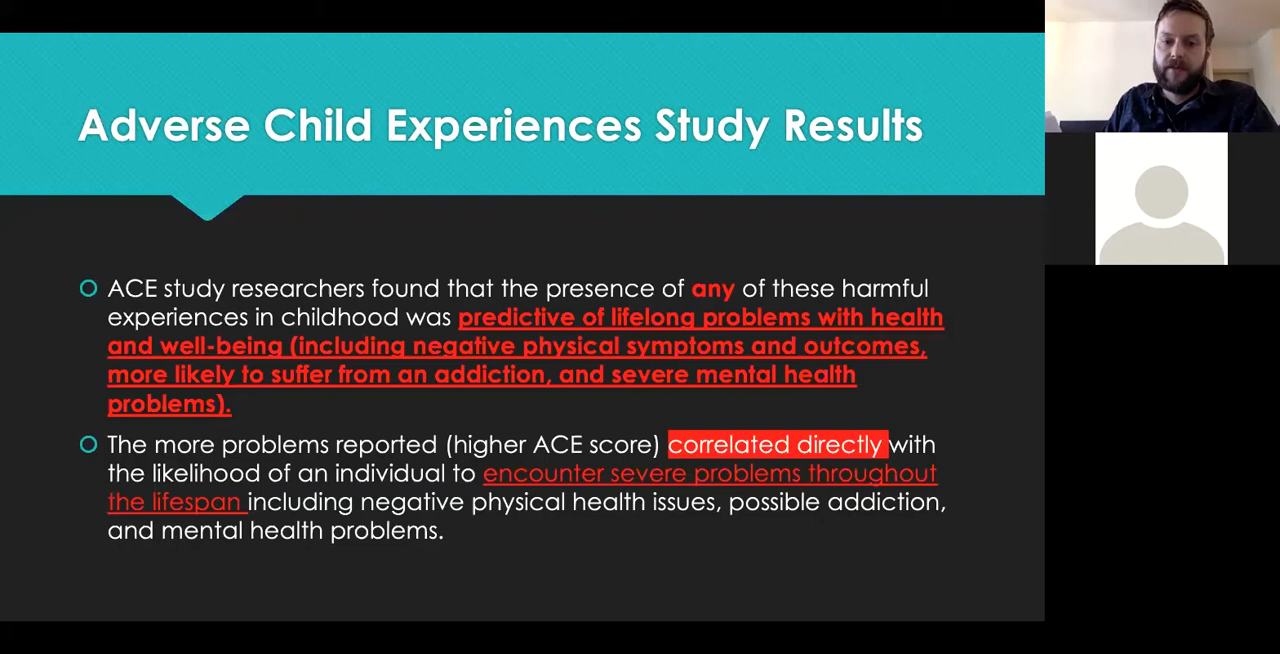 Adverse Child Experiences Study Results
ACE study researchers found that the presence of any of these harmful
experiences in childhood was predictive of lifelong problems with health
and well-being (including negative physical symptoms and outcomes,
more likely to suffer from an addiction, and severe mental health
problems).
The more problems reported (higher ACE score) correlated directly with
the likelihood of an individual to encounter severe problems throughout
the lifespan including negative physical health issues, possible addiction,
and mental health problems.